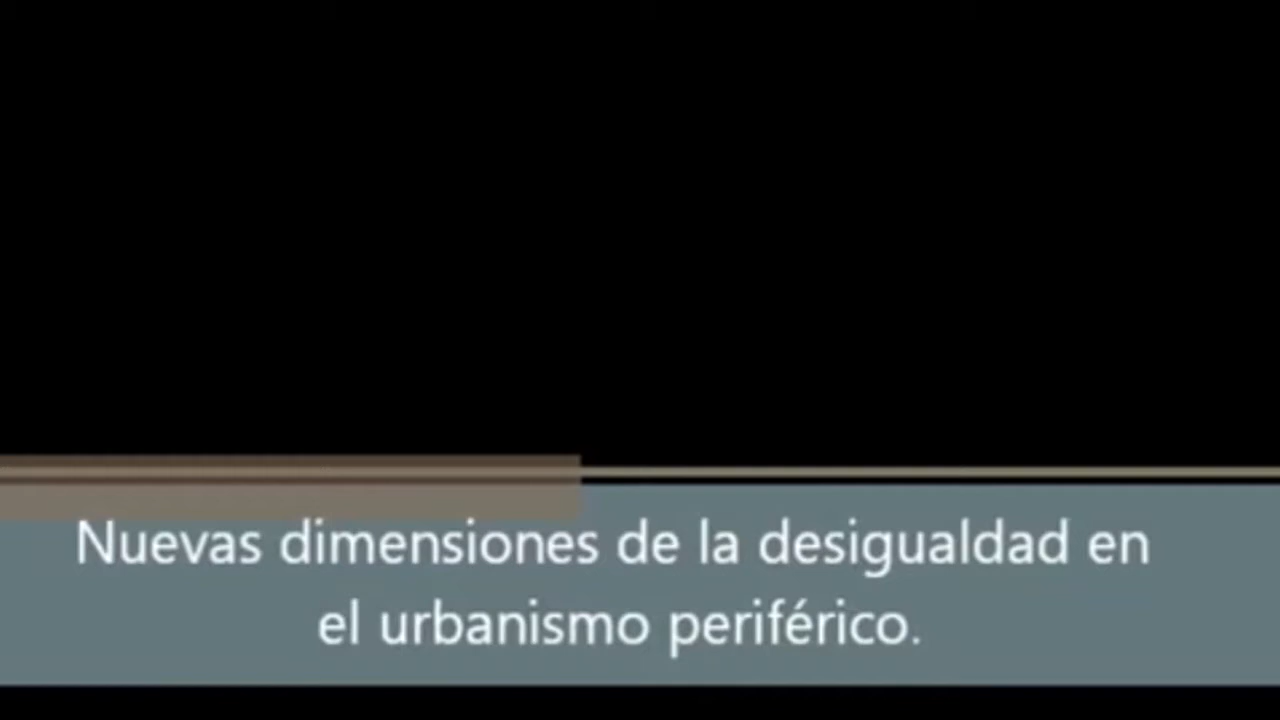 Nuevas dimensiones de la desigualdad en
el urbanismo periférico.